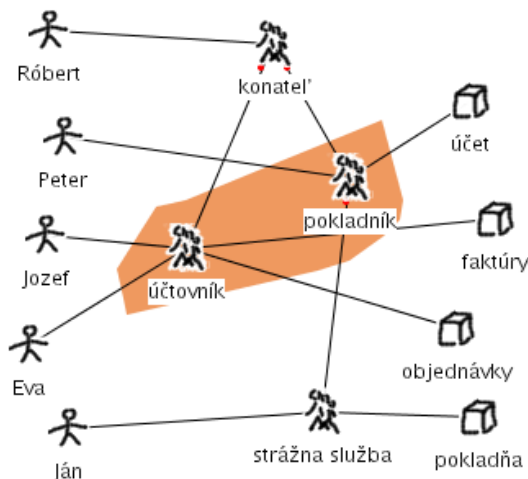 Róbert
konateľ
účet
Peter
pokladník
Jozef
účtovník
faktúry
Eva
objednávky
Ján
strážna služba
pokladňa